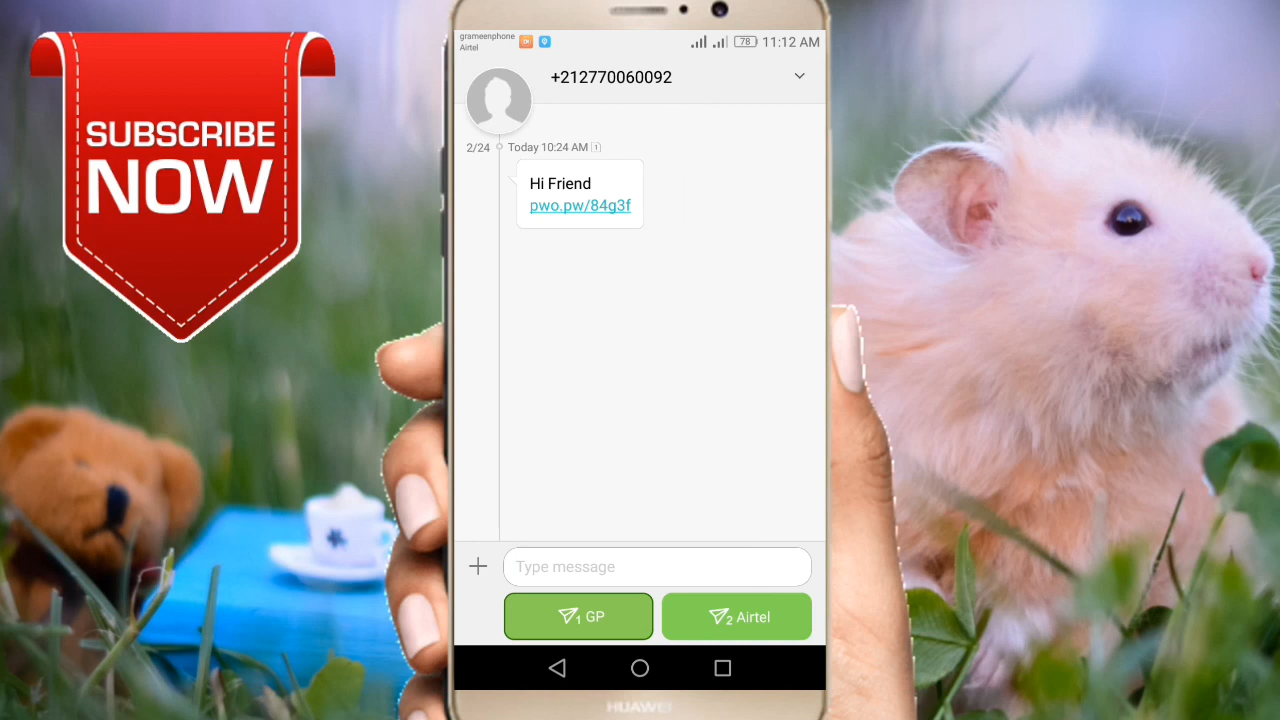 SUBSCRIBE
NOW
grameenphone
Airtel
78 11:12 AM
+212770060092
2/24 Today 10:24 AM 1
Hi Friend
pwo.pw/84g3f
Type message
1 GP
2 Airtel
HUAWEI